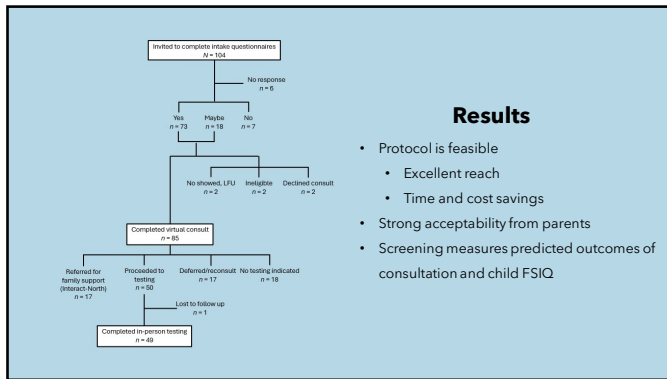 Invited to complete intake questionnaires
N = 104
No response
n = 6
Yes
n = 73
Maybe
n = 18
No
n = 7
No showed, LFU
n = 2
Ineligible
n = 2
Declined consult
n = 2
Completed virtual consult
n = 85
Referred for
family support
(Interact-North)
n = 17
Proceeded to
testing
n = 50
Deferred/reconsult
n = 17
No testing indicated
n = 18
Lost to follow up
n = 1
Completed in-person testing
n = 49
Results
• Protocol is feasible
• Excellent reach
• Time and cost savings
• Strong acceptability from parents
• Screening measures predicted outcomes of
consultation and child FSIQ